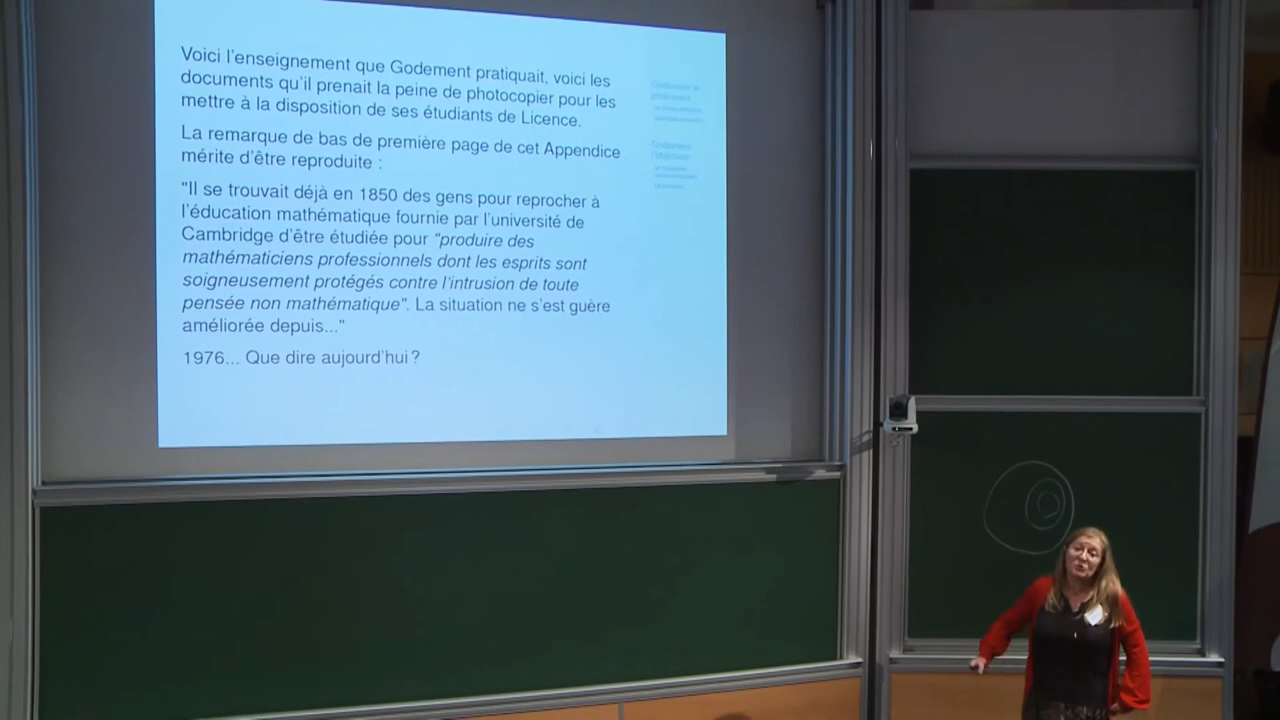 Voici l'enseignement que Godement pratiquait, voici les
documents qu'il prenait la peine de photocopier pour les
mettre à la disposition de ses étudiants de Licence.
La remarque de bas de première page de cet Appendice
mérite d'être reproduite :
"Il se trouvait déjà en 1850 des gens pour reprocher à
l'éducation mathématique fournie par l'université de
Cambridge d'être étudiée pour "produire des
mathématiciens professionnels dont les esprits sont
soigneusement protégés contre l'intrusion de toute
pensée non mathématique". La situation ne s'est guère
améliorée depuis..."
1976... Que dire aujourd'hui ?